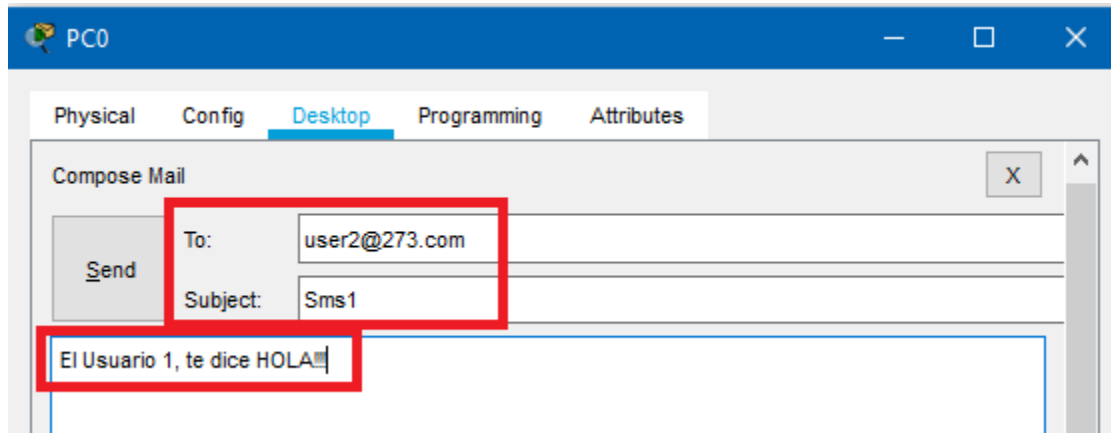 PC0
Physical Config Desktop Programming Attributes
Compose Mail X
Send
To: user2@273.com
Subject: Sms1
El Usuario 1, te dice HOLA!!!